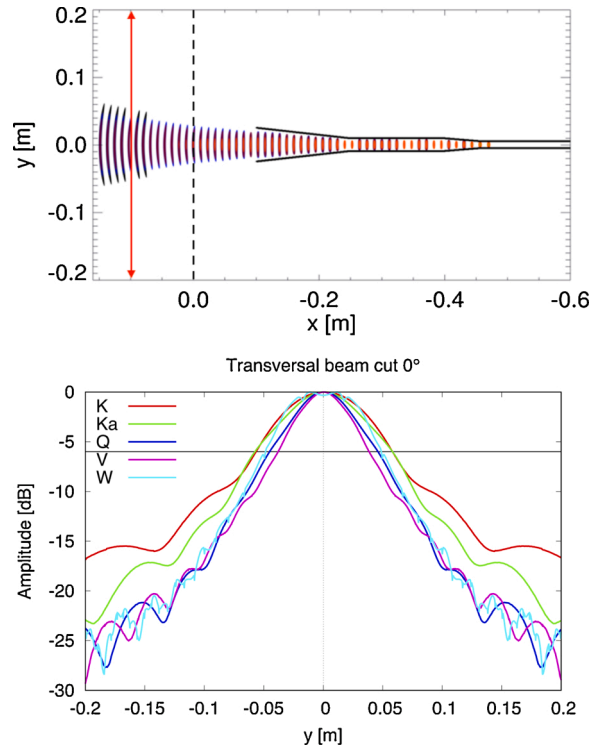 0.2
0.1
0.0
-0.1
-0.2
y [m]
0.0 -0.2 -0.4 -0.6
x [m]
Transversal beam cut 0°
0
-5
-10
-15
-20
-25
-30
Amplitude [dB]
K
Ka
Q
V
W
-0.2 -0.15 -0.1 -0.05 0 0.05 0.1 0.15 0.2
y [m]